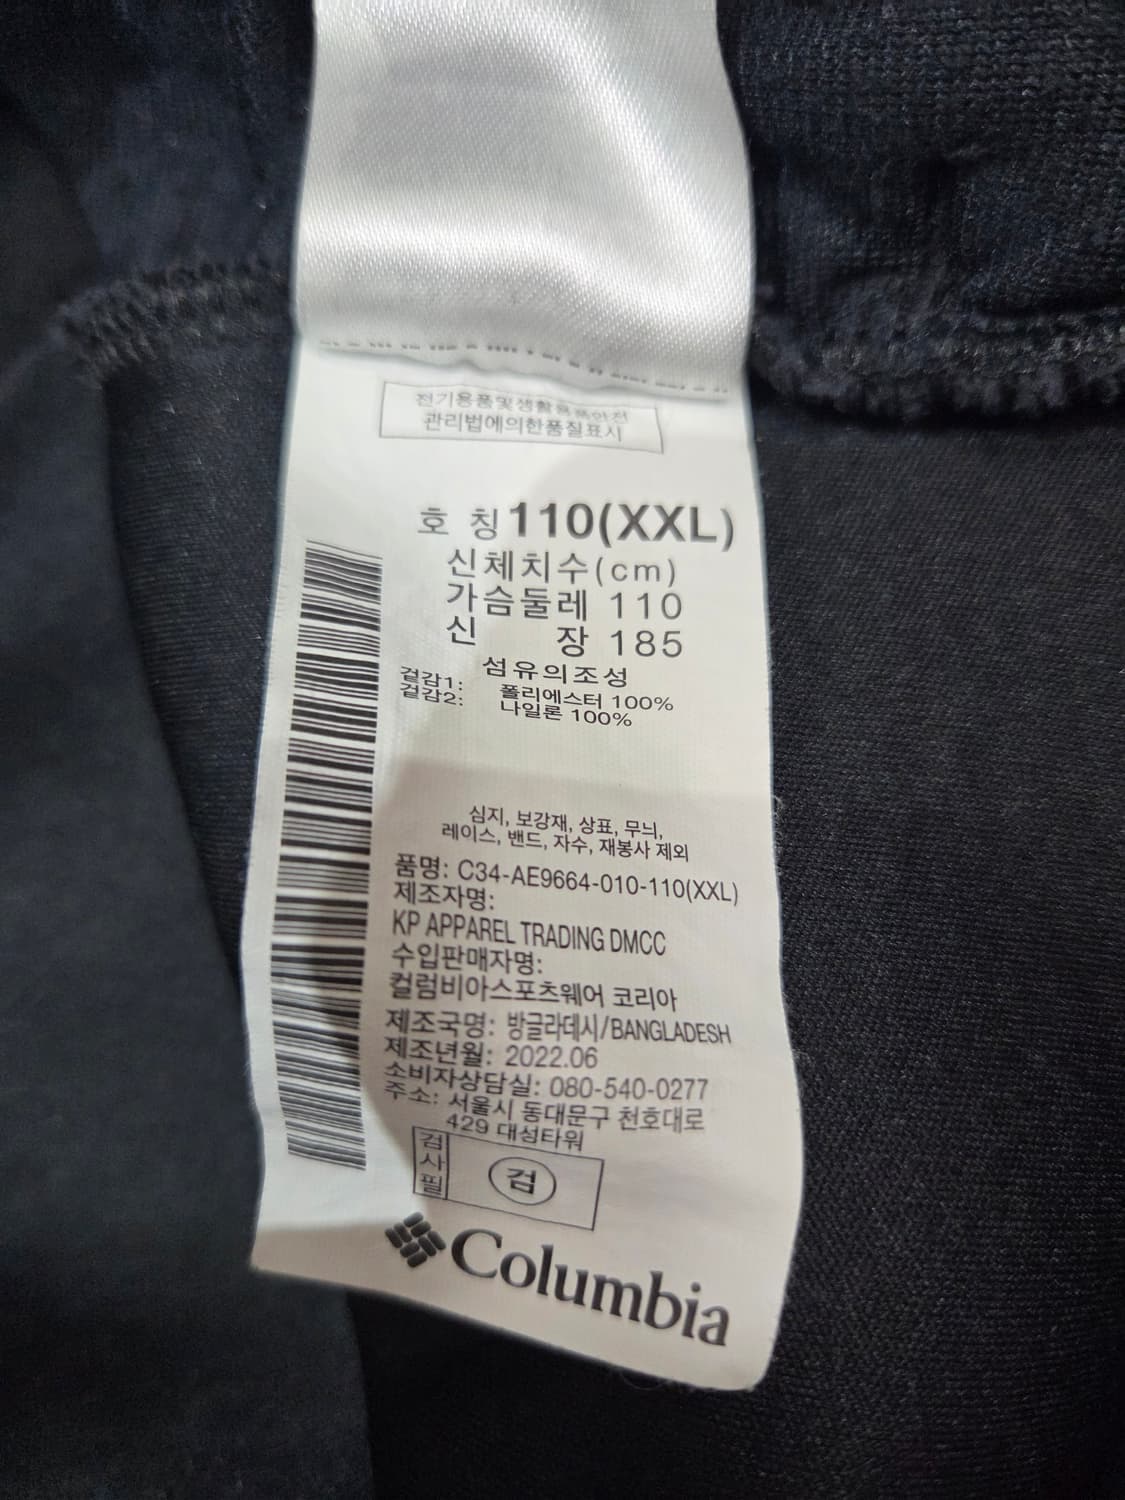 전기용품및생활용품안전
관리법에의한품질표시
호 칭 110(XXL)
신체치수(cm)
가슴둘레 110
신 장 185
섬유의조성
겉감1: 폴리에스터 100%
겉감2: 나일론 100%
심지, 보강재, 상표, 무늬,
레이스, 밴드, 자수, 재봉사 제외
품명: C34-AE9664-010-110(XXL)
제조자명:
KP APPAREL TRADING DMCC
수입판매자명:
컬럼비아스포츠웨어 코리아
제조국명: 방글라데시/BANGLADESH
제조년월: 2022.06
소비자상담실: 080-540-0277
주소: 서울시 동대문구 천호대로
429 대성타워
검사필 검
Columbia